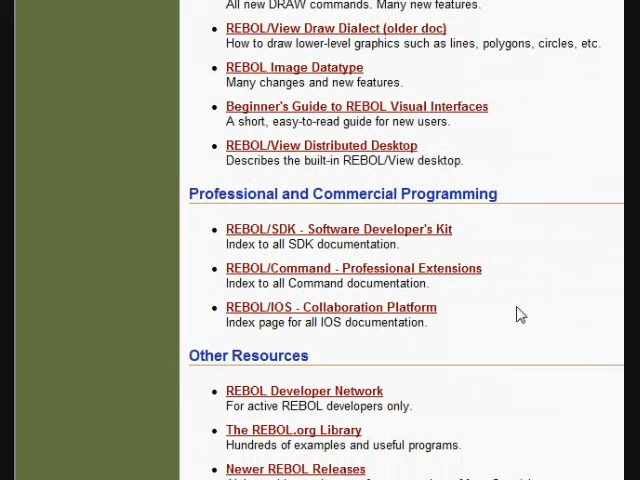 All new DRAW commands. Many new features.
REBOL/View Draw Dialect (older doc)
How to draw lower-level graphics such as lines, polygons, circles, etc.
REBOL Image Datatype
Many changes and new features.
Beginner's Guide to REBOL Visual Interfaces
A short, easy-to-read guide for new users.
REBOL/View Distributed Desktop
Describes the built-in REBOL/View desktop.
Professional and Commercial Programming
REBOL/SDK - Software Developer's Kit
Index to all SDK documentation.
REBOL/Command - Professional Extensions
Index to all Command documentation.
REBOL/IOS - Collaboration Platform
Index page for all IOS documentation.
Other Resources
REBOL Developer Network
For active REBOL developers only.
The REBOL.org Library
Hundreds of examples and useful programs.
Newer REBOL Releases